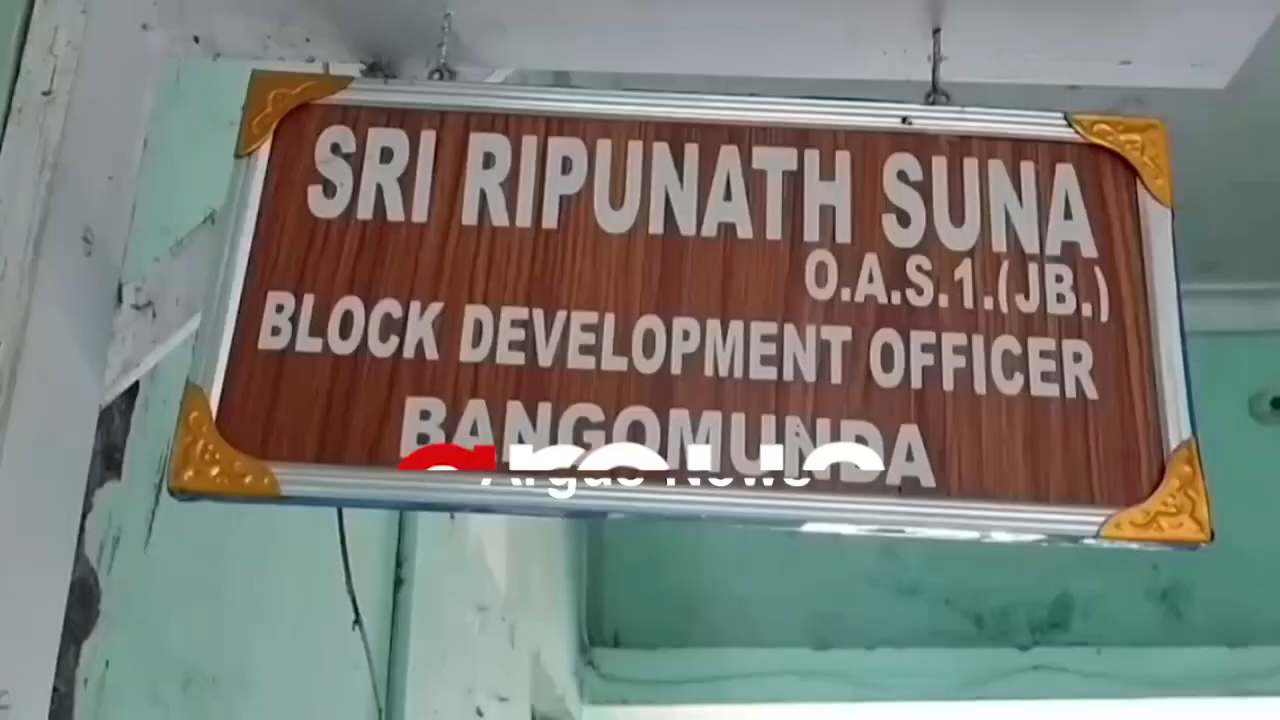 SRI RIPUNATH SUNA
O.A.S.1.(JB.)
BLOCK DEVELOPMENT OFFICER
BANGOMUNDA
Argus News